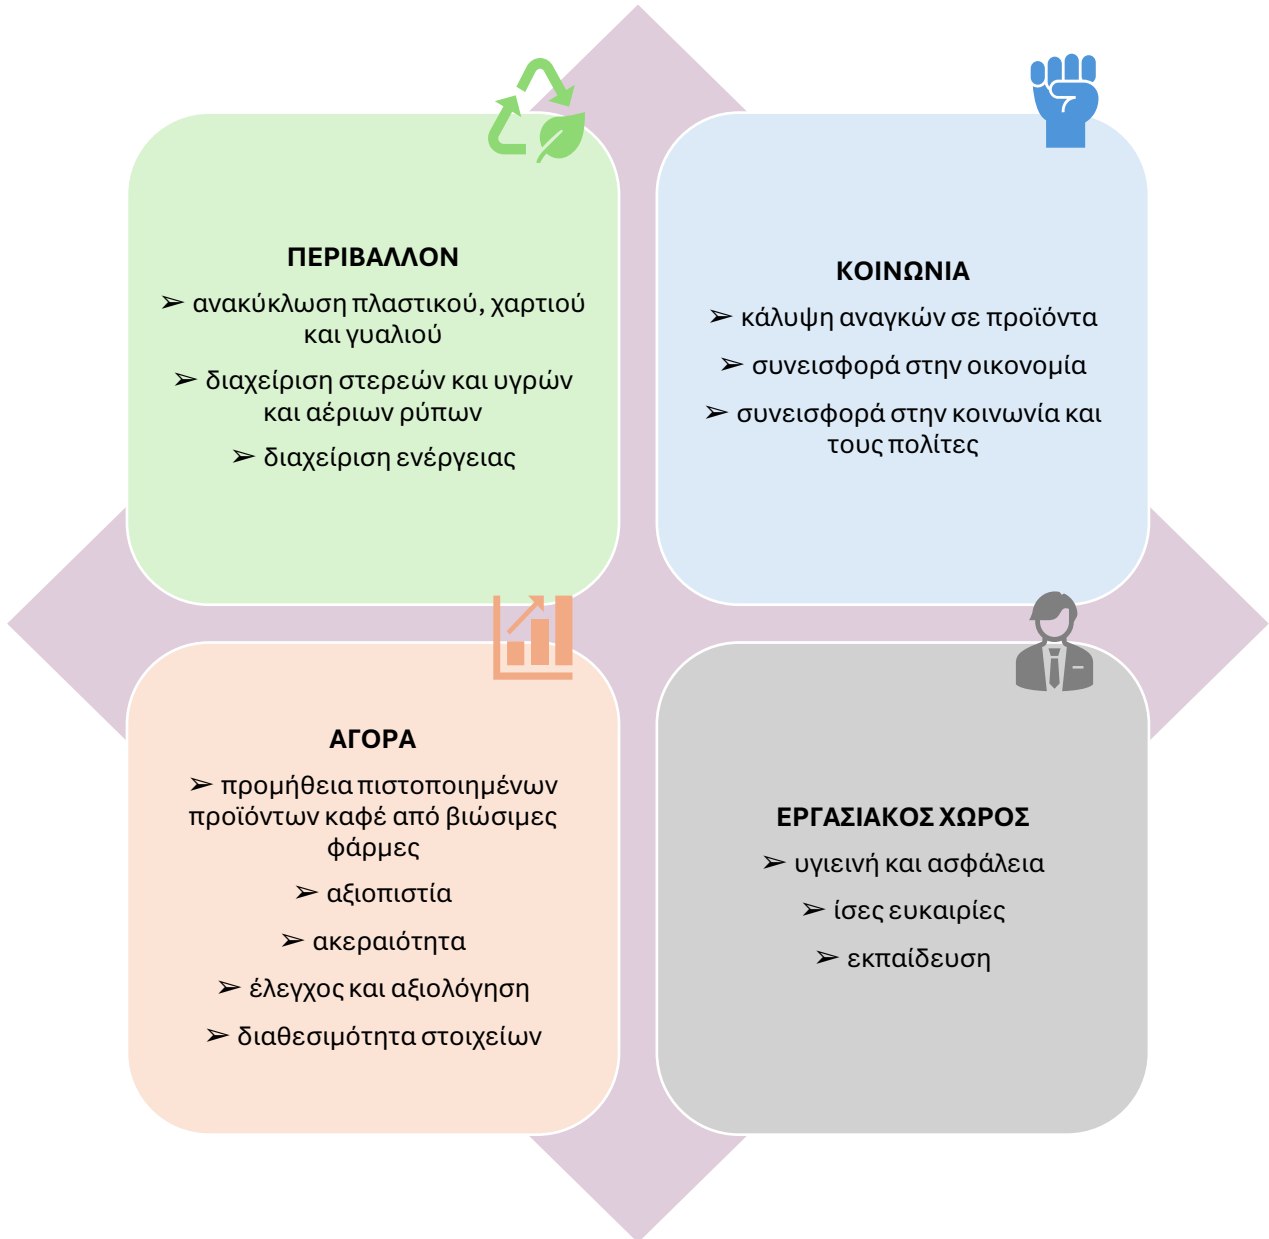 ΠΕΡΙΒΑΛΛΟΝ
➢ ανακύκλωση πλαστικού, χαρτιού
και γυαλιού
➢ διαχείριση στερεών και υγρών
και αέριων ρύπων
➢ διαχείριση ενέργειας
ΚΟΙΝΩΝΙΑ
➢ κάλυψη αναγκών σε προϊόντα
➢ συνεισφορά στην οικονομία
➢ συνεισφορά στην κοινωνία και
τους πολίτες
ΑΓΟΡΑ
➢ προμήθεια πιστοποιημένων
προϊόντων καφέ από βιώσιμες
φάρμες
➢ αξιοπιστία
➢ ακεραιότητα
➢ έλεγχος και αξιολόγηση
➢ διαθεσιμότητα στοιχείων
ΕΡΓΑΣΙΑΚΟΣ ΧΩΡΟΣ
➢ υγιεινή και ασφάλεια
➢ ίσες ευκαιρίες
➢ εκπαίδευση